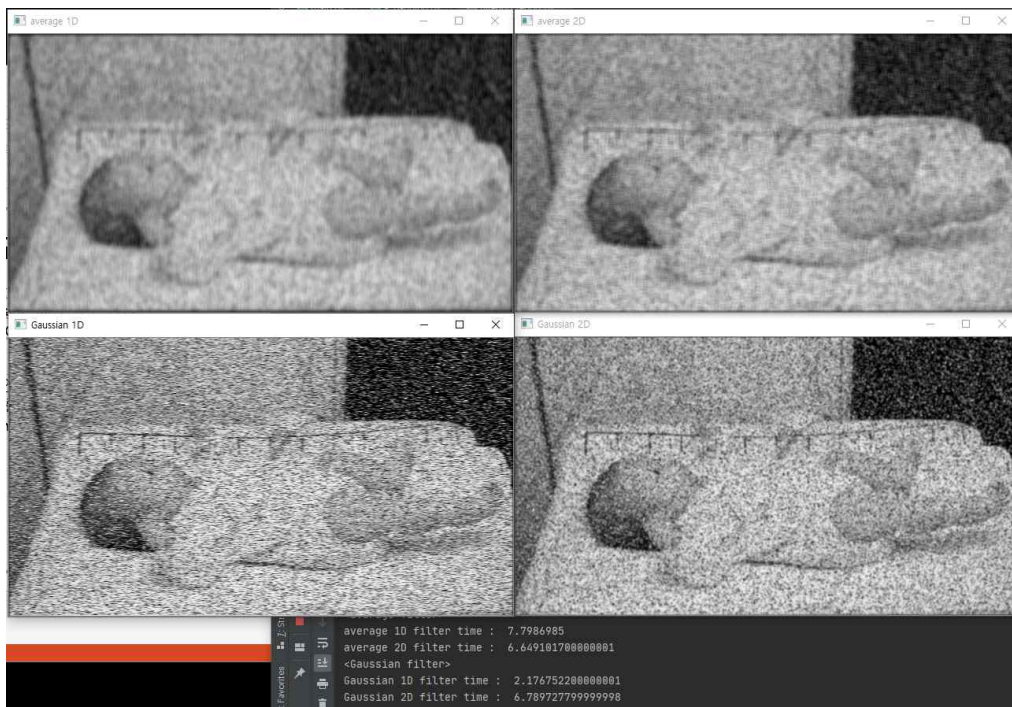 average 1D
average 2D
Gaussian 1D
Gaussian 2D
average 1D filter time :  7.7986985
average 2D filter time :  6.649101700000001
<Gaussian filter>
Gaussian 1D filter time :  2.176752200000001
Gaussian 2D filter time :  6.789727799999998
Favorites